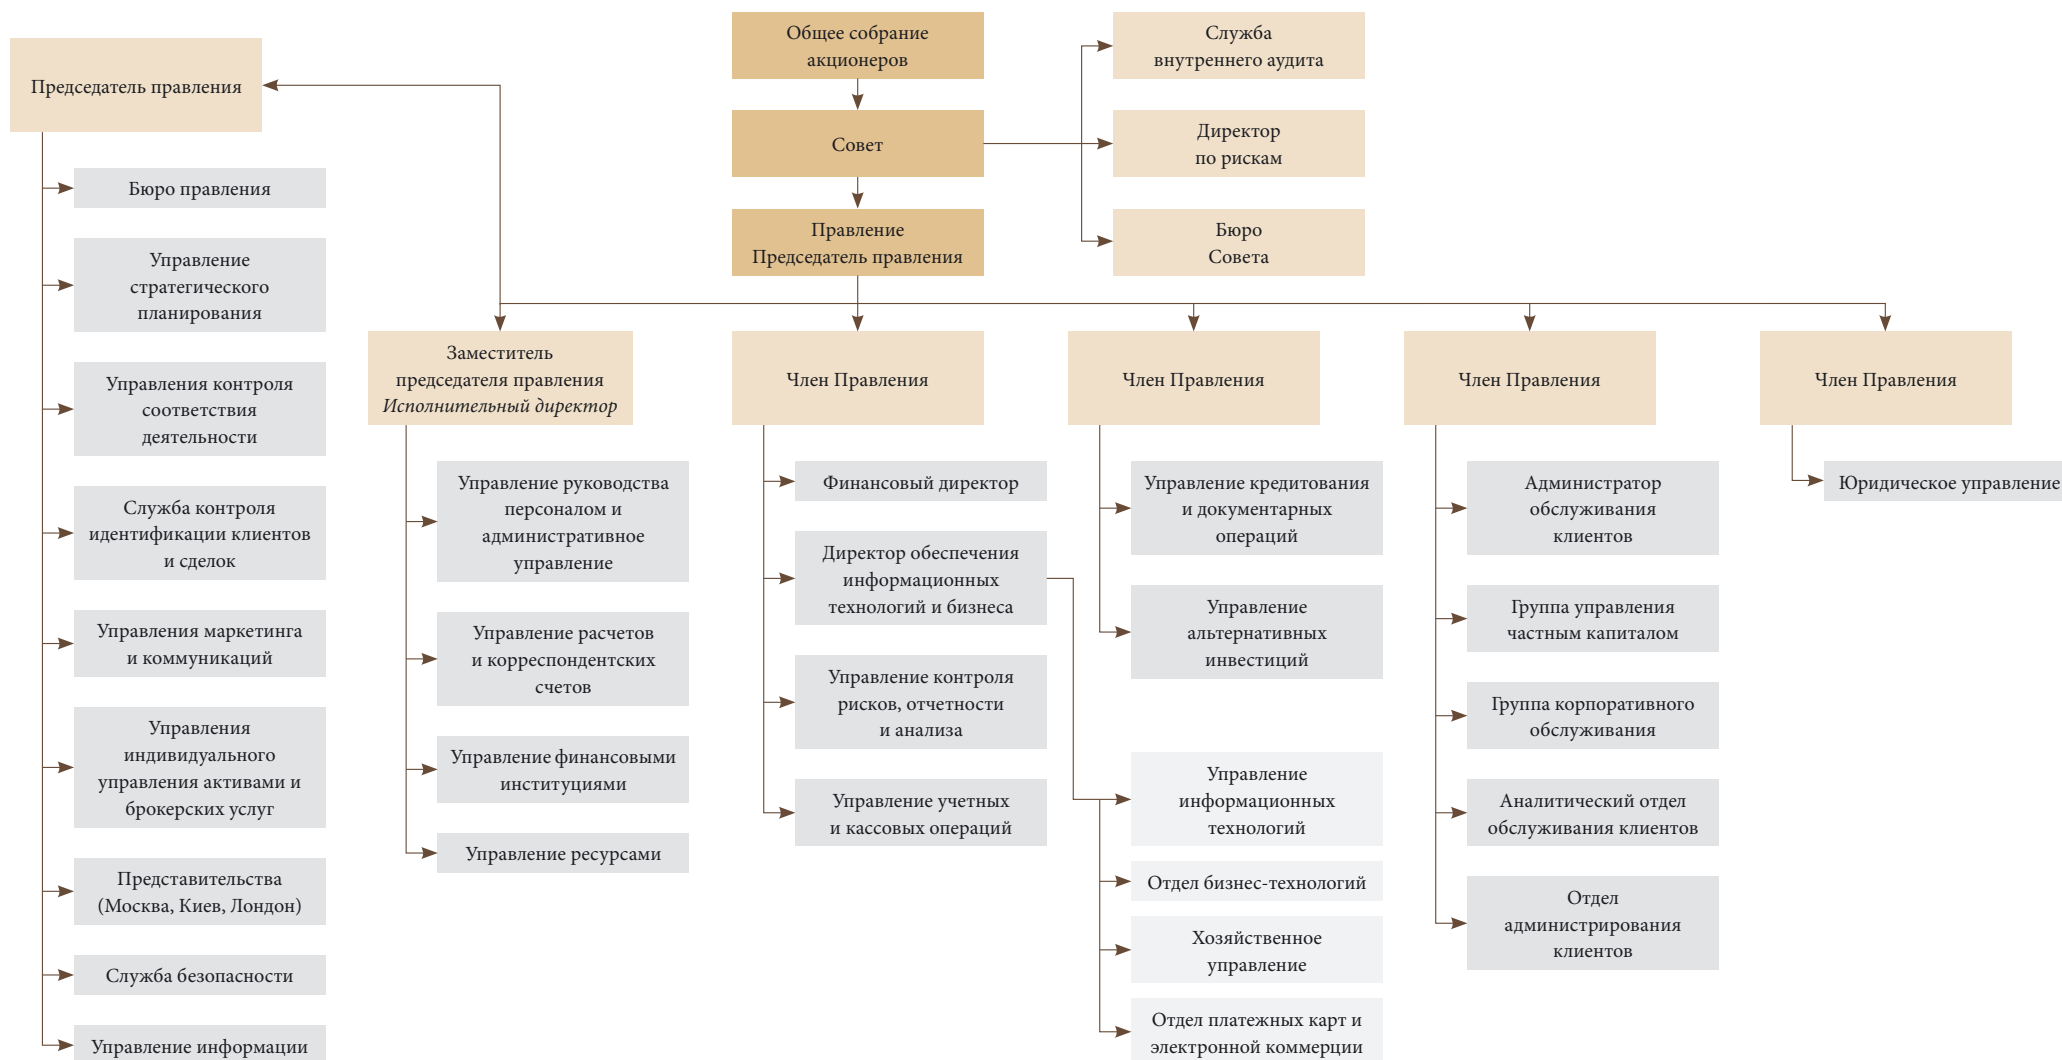 Общее собрание
акционеров
Служба
внутреннего аудита
Председатель правления
Совет
Директор
по рискам
Правление
Председатель правления
Бюро
Совета
Бюро правления
Управление
стратегического
планирования
Управления контроля
соответствия
деятельности
Служба контроля
идентификации клиентов
и сделок
Управления маркетинга
и коммуникаций
Управления
индивидуального
управления активами и
брокерских услуг
Представительства
(Москва, Киев, Лондон)
Служба безопасности
Управление информации
Заместитель
председателя правления
Исполнительный директор
Управление руководства
персоналом и
административное
управление
Управление расчетов
и корреспондентских
счетов
Управление финансовыми
институциями
Управление ресурсами
Член Правления
Финансовый директор
Директор обеспечения
информационных
технологий и бизнеса
Управление контроля
рисков, отчетности
и анализа
Управление учетных
и кассовых операций
Член Правления
Управление кредитования
и документарных
операций
Управление
альтернативных
инвестиций
Управление
информационных
технологий
Отдел бизнес-технологий
Хозяйственное
управление
Отдел платежных карт и
электронной коммерции
Член Правления
Администратор
обслуживания
клиентов
Группа управления
частным капиталом
Группа корпоративного
обслуживания
Аналитический отдел
обслуживания клиентов
Отдел
администрирования
клиентов
Член Правления
Юридическое управление